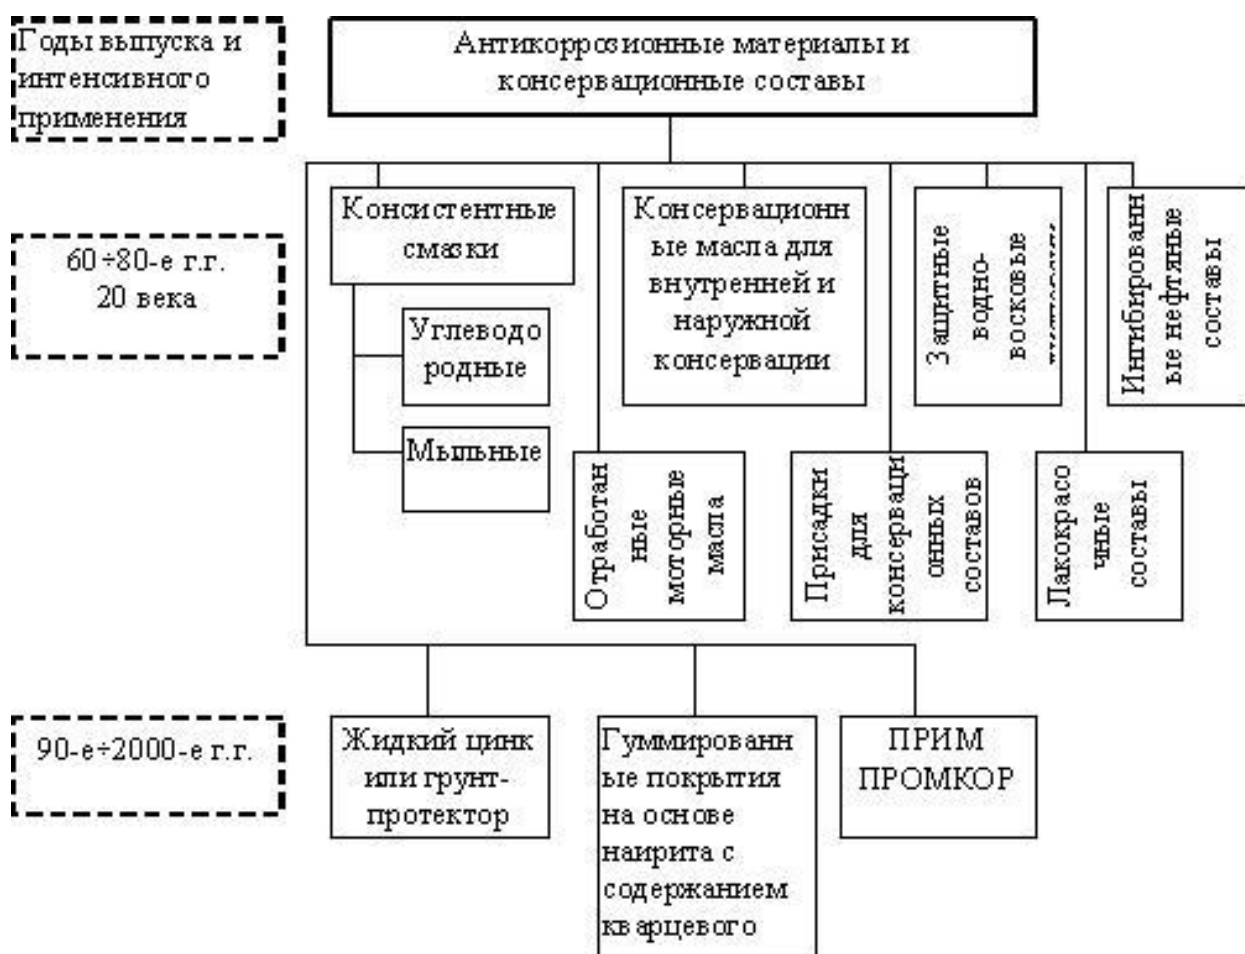 Годы выпуска и
интенсивного
применения
Антикоррозионные материалы и
консервационные составы
60÷80-е г.г.
20 века
Консистентные
смазки
Углеводо
родные
Мыльные
Консервационн
ые масла для
внутренней и
наружной
консервации
Защитные
водно-
восковые
Ингибированн
ые нефтяные
составы
Отработан
ные
моторные
масла
Присадки
для
консерваци
онных
составов
Лакокрасо
чные
составы
90-е÷2000-е г.г.
Жидкий цинк
или грунт-
протектор
Гуммированн
ые покрытия
на основе
наирита с
содержанием
кварцевого
ПРИМ
ПРОМКОР